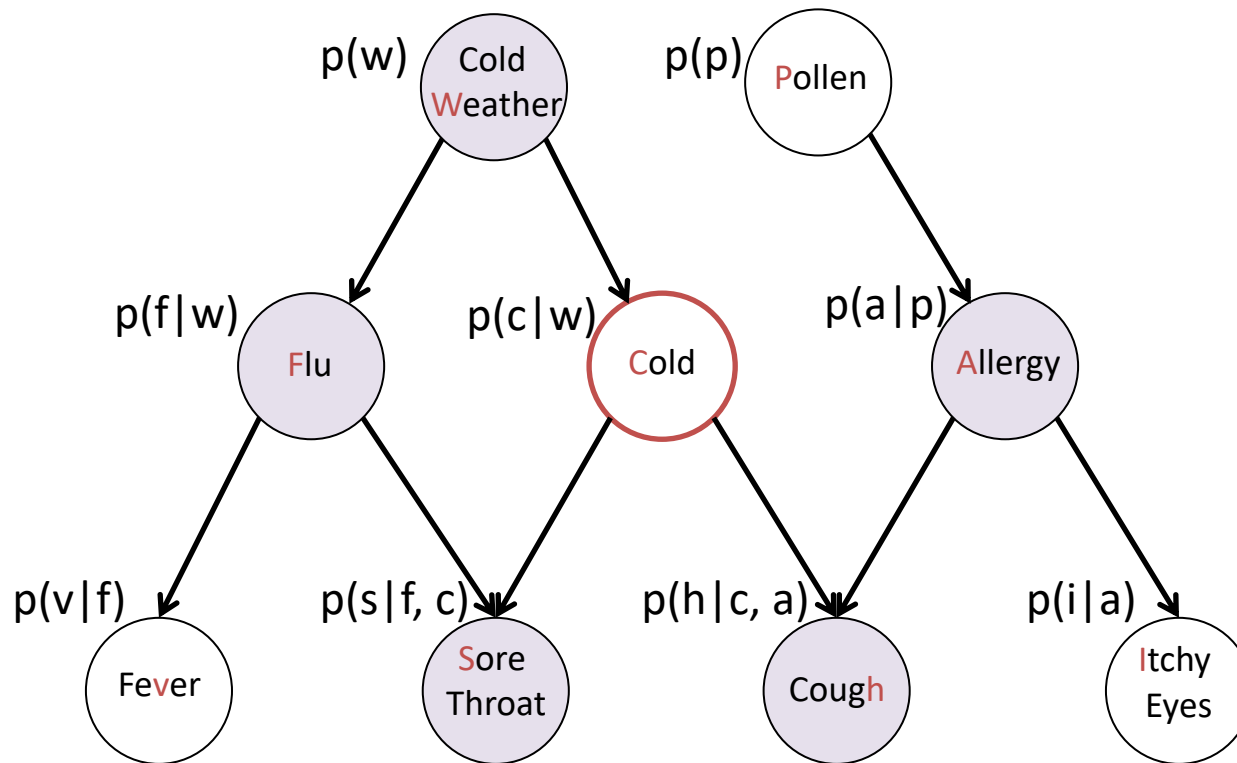 p(w)
Cold
Weather
p(p)
Pollen
p(f|w)
Flu
p(c|w)
Cold
p(a|p)
Allergy
p(v|f)
Fever
p(s|f, c)
Sore
Throat
p(h|c, a)
Cough
p(i|a)
Itchy
Eyes